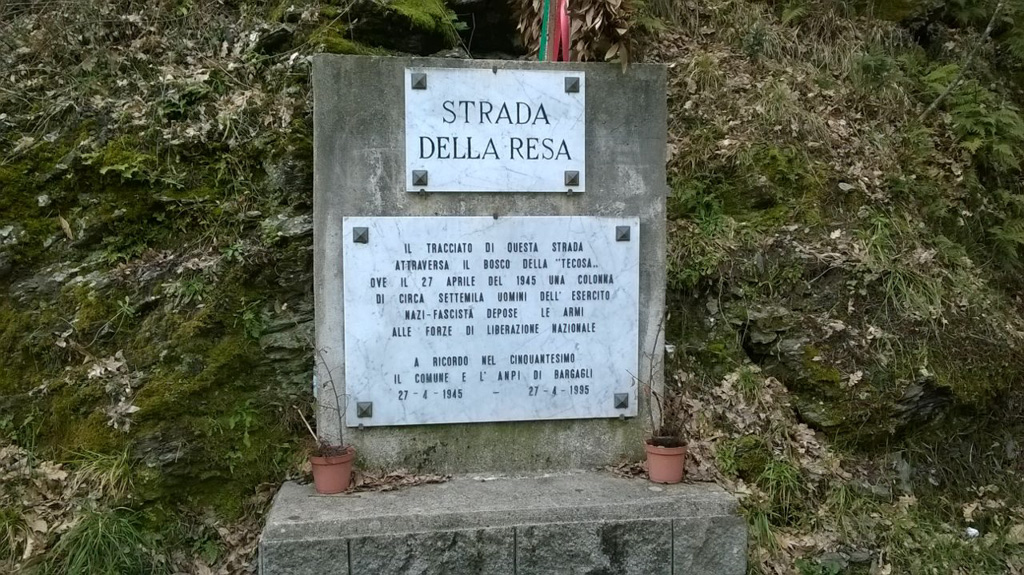 STRADA
DELLA RESA
IL TRACCIATO DI QUESTA STRADA
ATTRAVERSA IL BOSCO DELLA "TECOSA„
OVE IL 27 APRILE DEL 1945 UNA COLONNA
DI CIRCA SETTEMILA UOMINI DELL' ESERCITO
NAZI-FASCISTA DEPOSE LE ARMI
ALLE FORZE DI LIBERAZIONE NAZIONALE
A RICORDO NEL CINQUANTESIMO
IL COMUNE E L' ANPI DI BARGAGLI
27 - 4 - 1945 - 27 - 4 - 1995